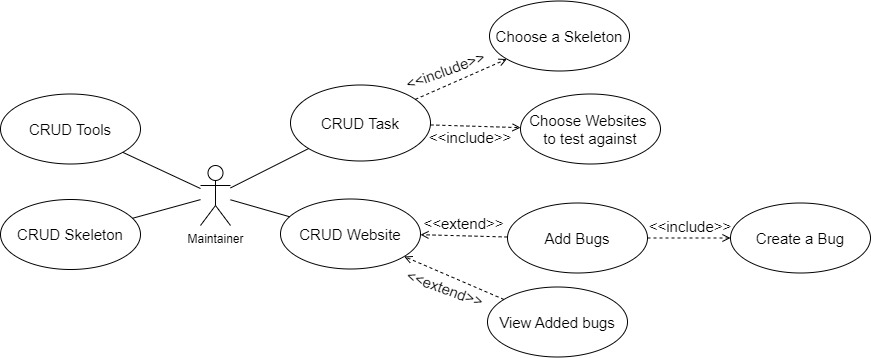 Choose a Skeleton
<<include>>
CRUD Tools
CRUD Task
<<include>>
Choose Websites
to test against
CRUD Skeleton
Maintainer
CRUD Website
<<extend>>
Add Bugs
<<include>>
Create a Bug
<<extend>>
View Added bugs